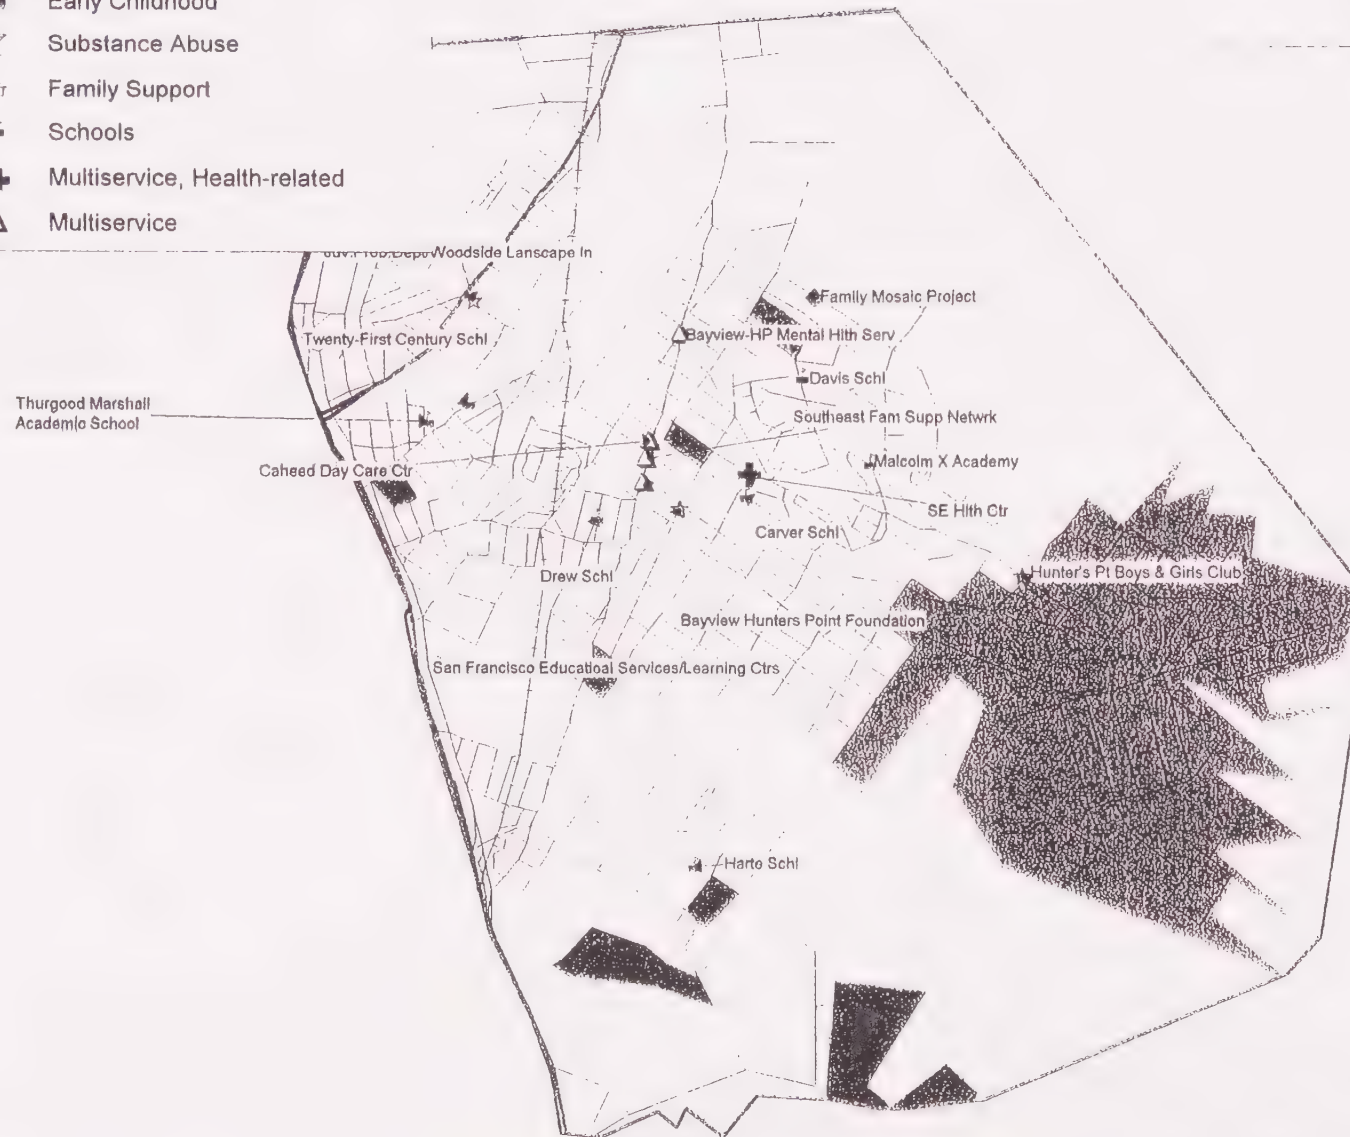 Early Childhood
Substance Abuse
Family Support
Schools
Multiservice, Health-related
Multiservice
Woodside Lanscape In
Family Mosaic Project
Bayview-HP Mental Hlth Serv
Twenty-First Century Schl
Davis Schl
Thurgood Marshall
Academic School
Southeast Fam Supp Netwrk
Caheed Day Care Ctr
Malcolm X Academy
SE Hlth Ctr
Carver Schl
Drew Schl
Hunter's Pt Boys & Girls Club
Bayview Hunters Point Foundation
San Francisco Educatioal Services/Learning Ctrs
Harte Schl